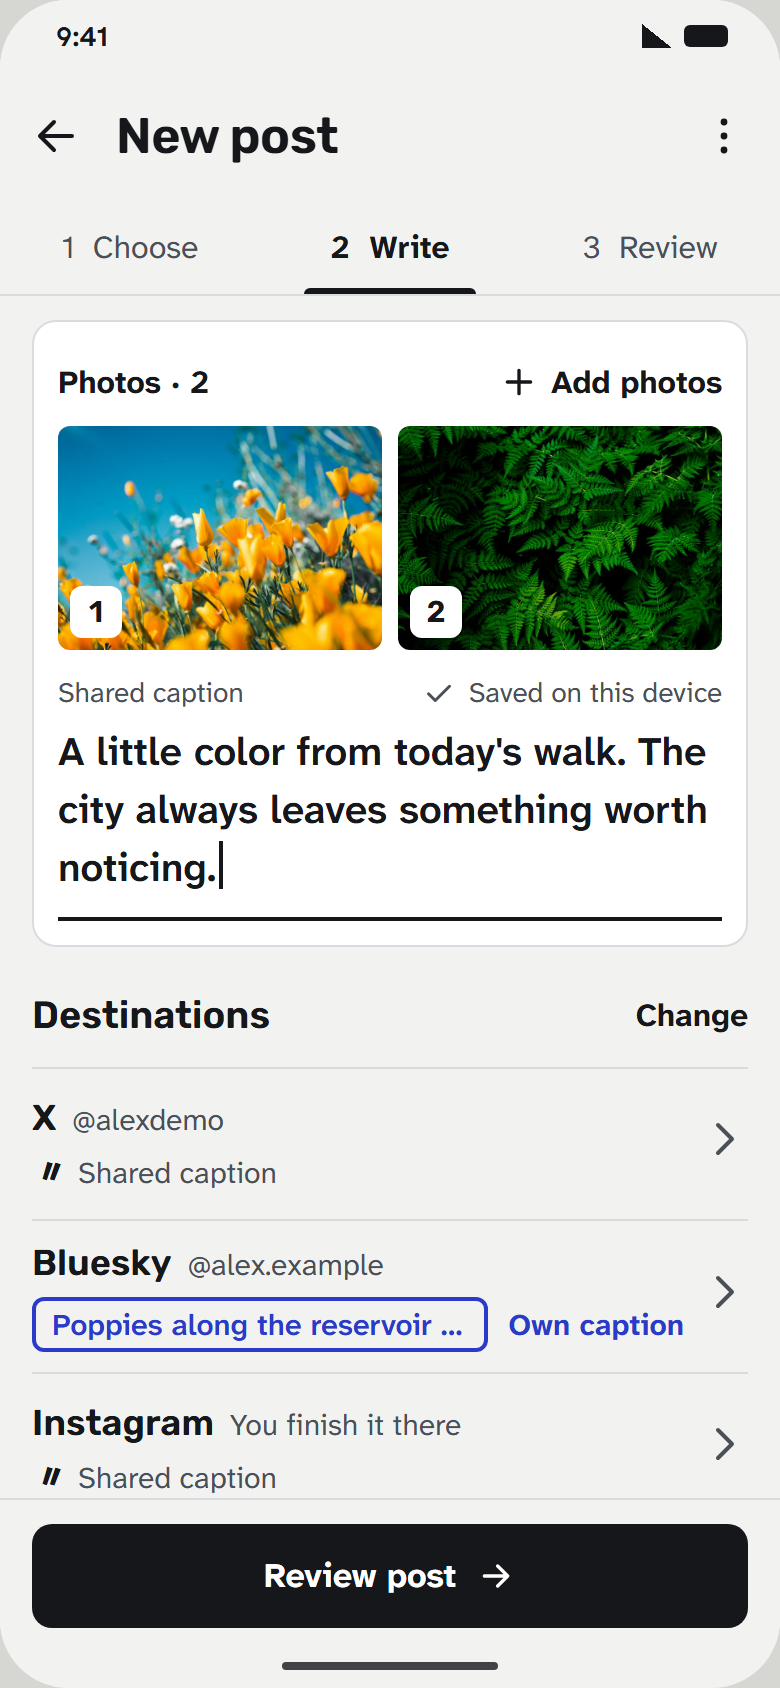 9:41
New post
1 Choose
2 Write
3 Review
Photos · 2
Add photos
1
2
Shared caption
Saved on this device
A little color from today's walk. The
city always leaves something worth
noticing.
Destinations
Change
X @alexdemo
Shared caption
Bluesky @alex.example
Poppies along the reservoir ...
Own caption
Instagram You finish it there
Shared caption
Review post